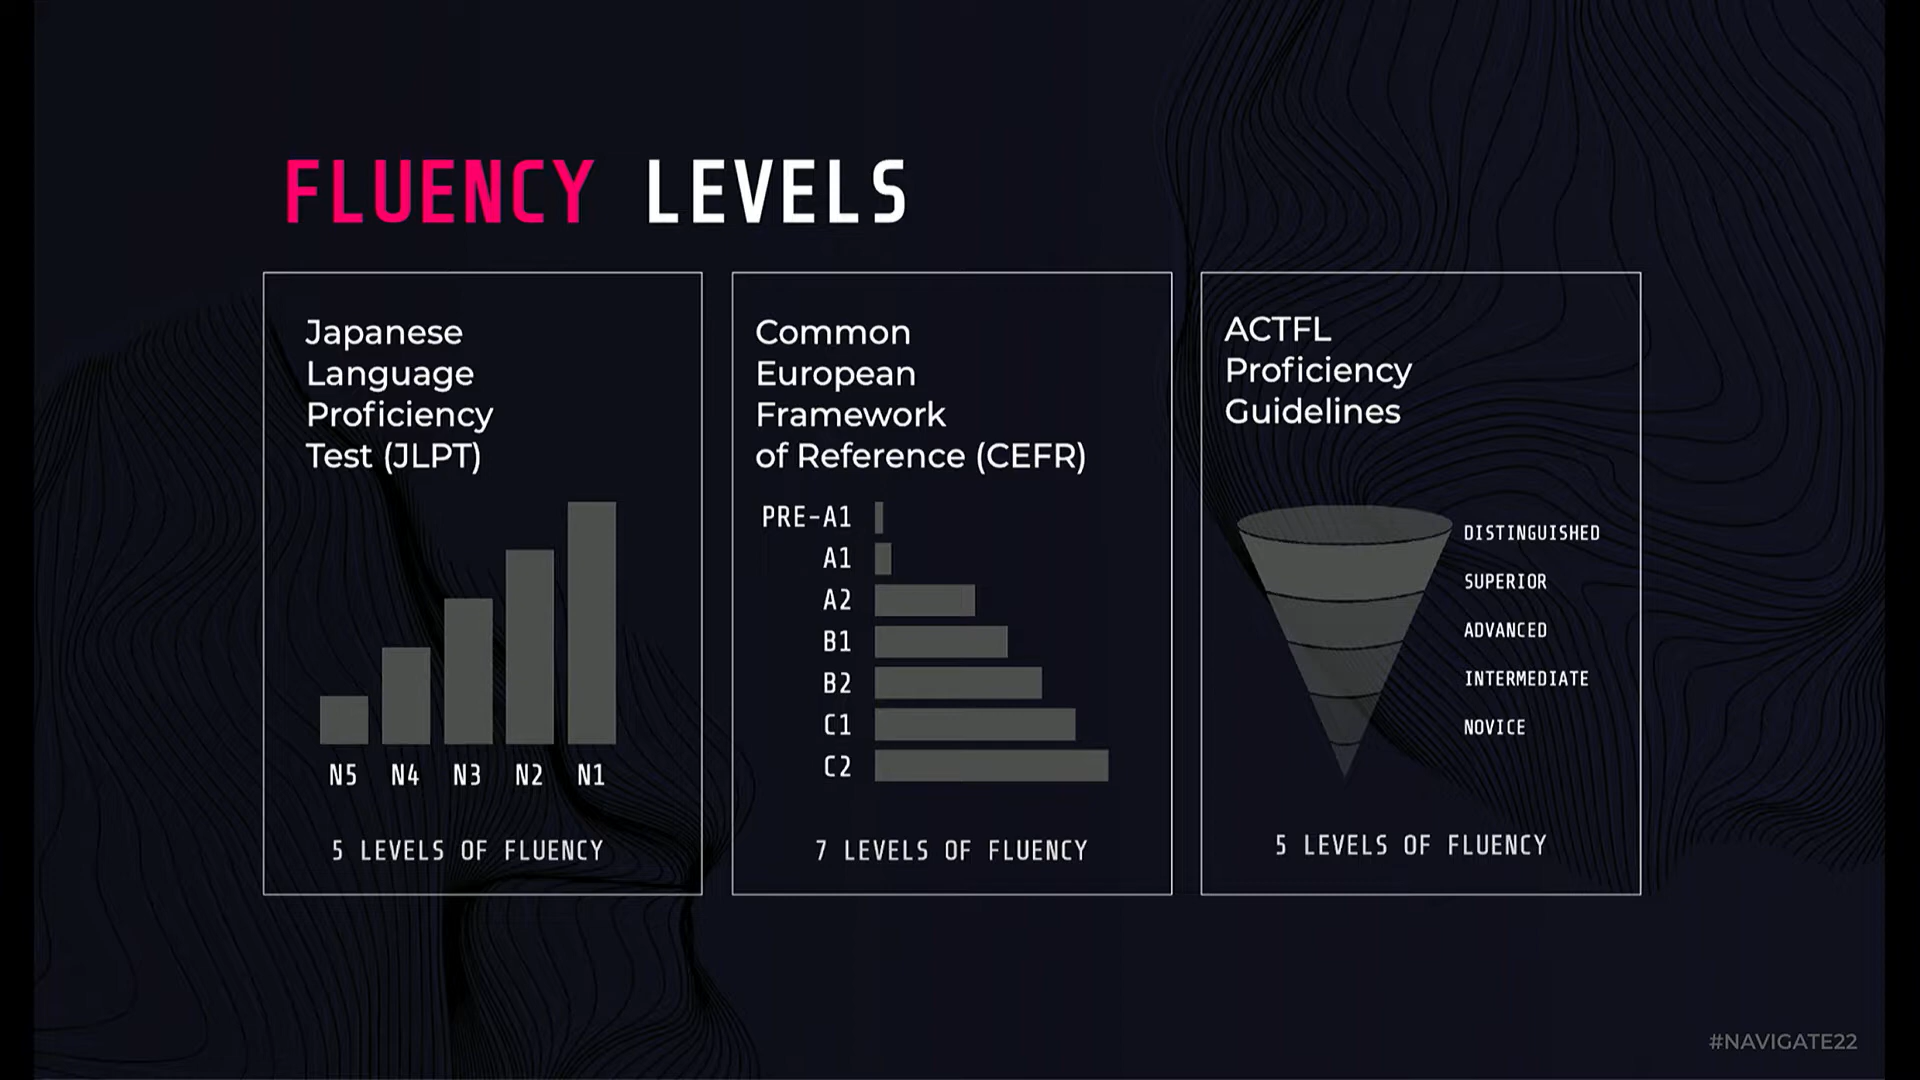 FLUENCY LEVELS
Japanese
Language
Proficiency
Test (JLPT)
N5 N4 N3 N2 N1
5 LEVELS OF FLUENCY
Common
European
Framework
of Reference (CEFR)
PRE-A1
A1
A2
B1
B2
C1
C2
7 LEVELS OF FLUENCY
ACTFL
Proficiency
Guidelines
DISTINGUISHED
SUPERIOR
ADVANCED
INTERMEDIATE
NOVICE
5 LEVELS OF FLUENCY
#NAVIGATE22